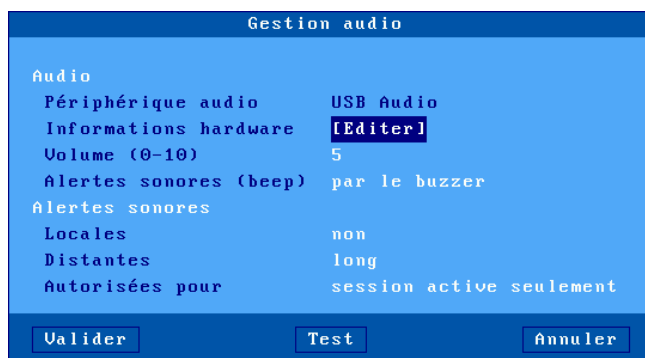 Gestion audio
Audio
Périphérique audio USB Audio
Informations hardware [Editer]
Volume (0-10) 5
Alertes sonores (beep) par le buzzer
Alertes sonores
Locales non
Distantes long
Autorisées pour session active seulement
Valider Test Annuler